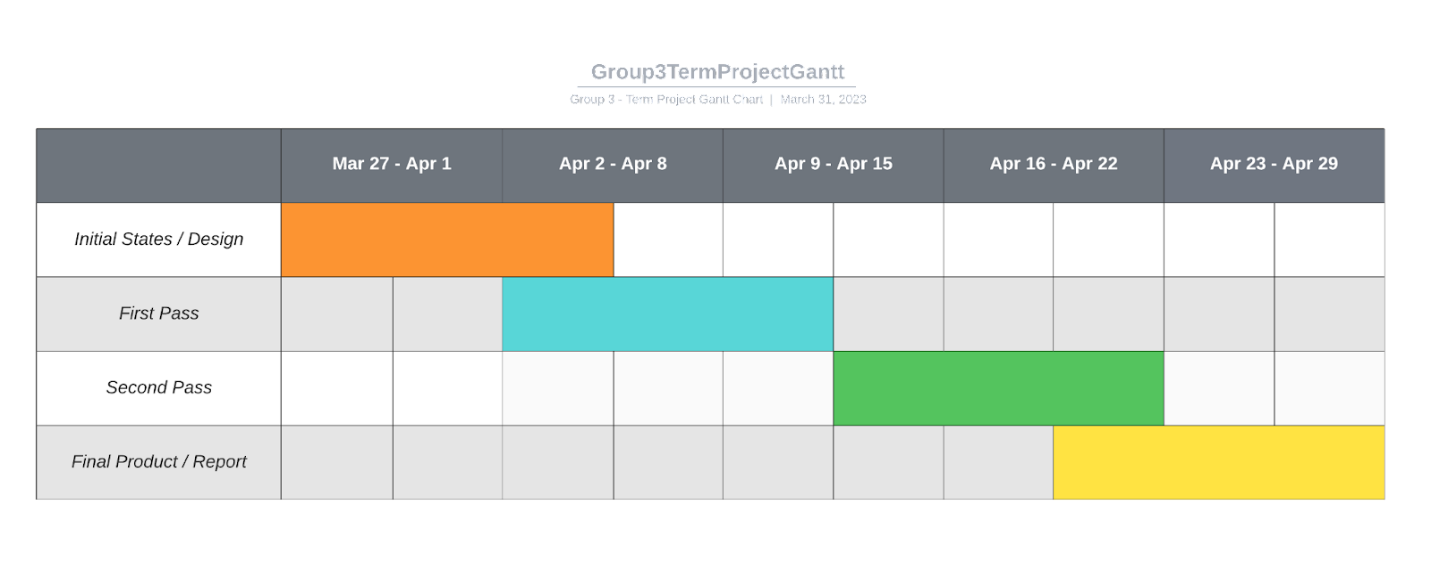 Group3TermProjectGantt
Group 3 - Term Project Gantt Chart | March 31, 2023
Mar 27 - Apr 1 Apr 2 - Apr 8 Apr 9 - Apr 15 Apr 16 - Apr 22 Apr 23 - Apr 29
Initial States / Design
First Pass
Second Pass
Final Product / Report